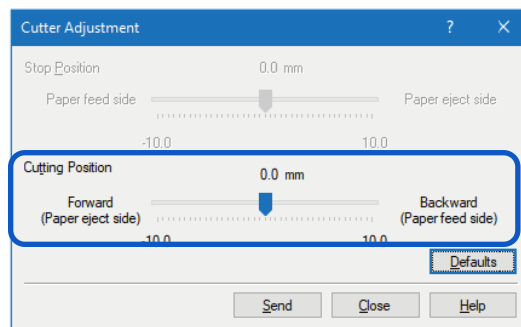 Cutter Adjustment ? ×
Stop Position 0.0 mm
Paper feed side Paper eject side
-10.0 10.0
Cutting Position 0.0 mm
Forward Backward
(Paper eject side) (Paper feed side)
-10.0 10.0
Defaults
Send Close Help